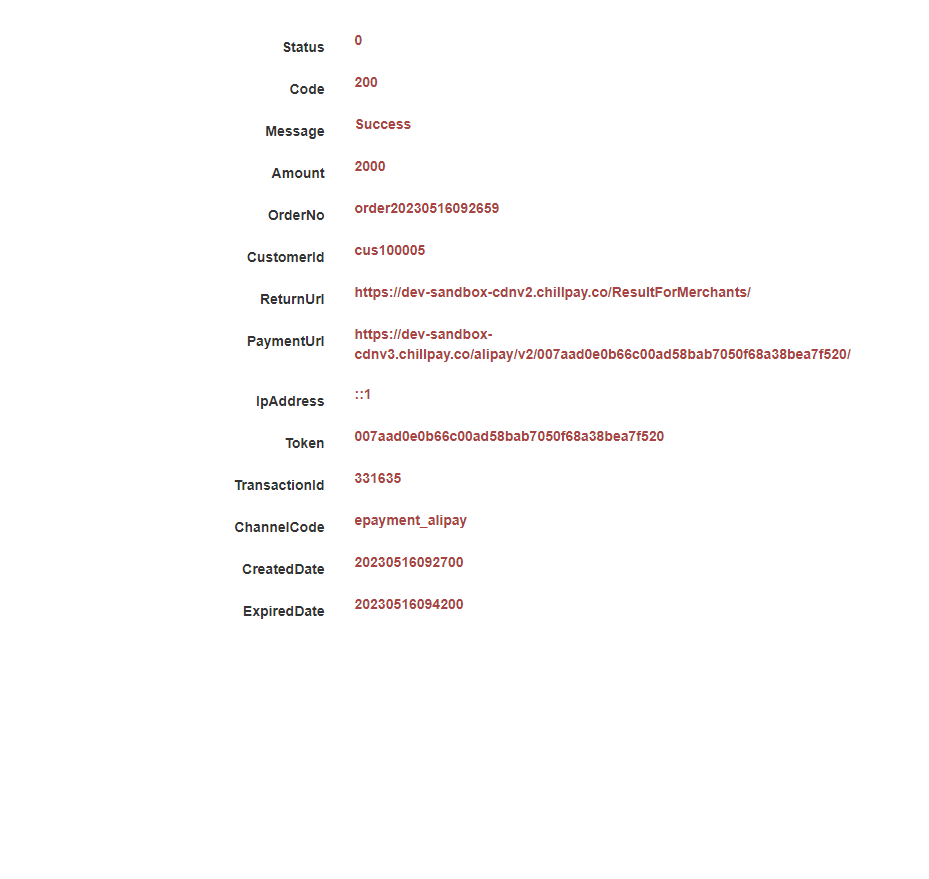 Status 0
Code 200
Message Success
Amount 2000
OrderNo order20230516092659
CustomerId cus100005
ReturnUrl https://dev-sandbox-cdnv2.chillpay.co/ResultForMerchants/
PaymentUrl https://dev-sandbox-
cdnv3.chillpay.co/alipay/v2/007aad0e0b66c00ad58bab7050f68a38bea7f520/
IpAddress ::1
Token 007aad0e0b66c00ad58bab7050f68a38bea7f520
TransactionId 331635
ChannelCode epayment_alipay
CreatedDate 20230516092700
ExpiredDate 20230516094200